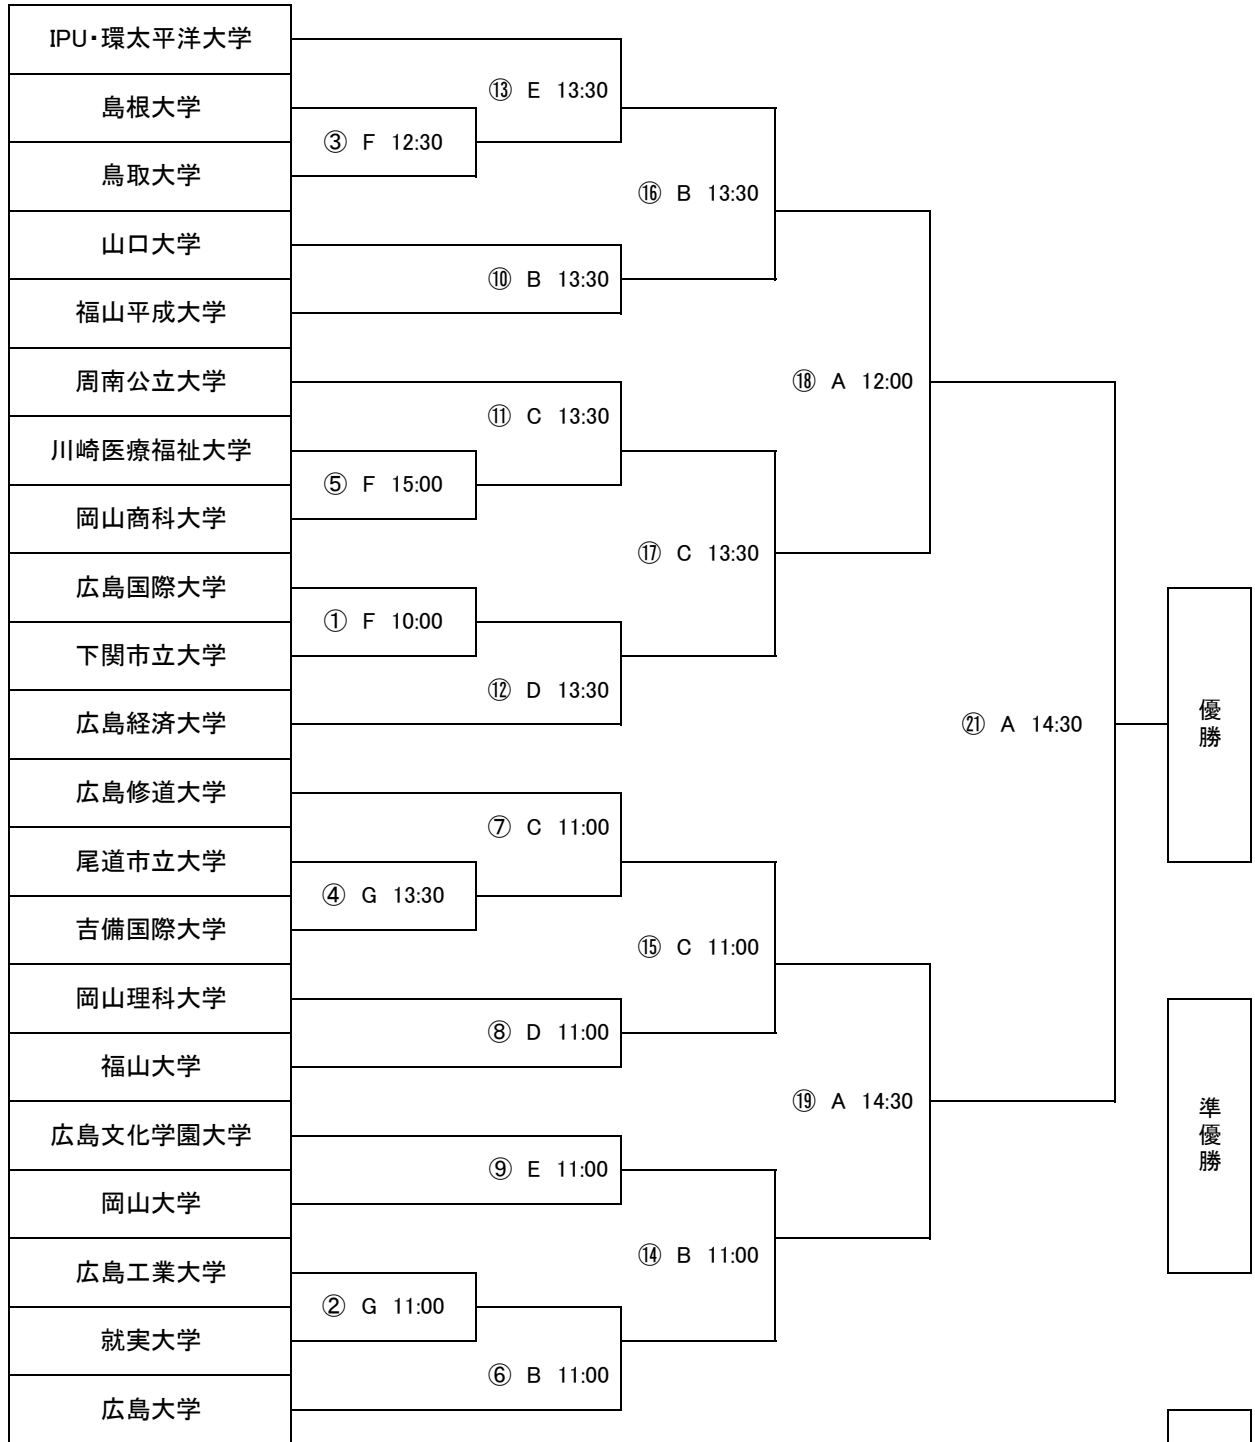 IPU・環太平洋大学
⑬ E 13:30
島根大学
③ F 12:30
鳥取大学
⑯ B 13:30
山口大学
⑩ B 13:30
福山平成大学
周南公立大学
⑱ A 12:00
⑪ C 13:30
川崎医療福祉大学
⑤ F 15:00
岡山商科大学
⑰ C 13:30
広島国際大学
① F 10:00
下関市立大学
⑫ D 13:30
広島経済大学
㉑ A 14:30
優勝
広島修道大学
⑦ C 11:00
尾道市立大学
④ G 13:30
吉備国際大学
⑮ C 11:00
岡山理科大学
⑧ D 11:00
福山大学
⑲ A 14:30
準優勝
広島文化学園大学
⑨ E 11:00
岡山大学
⑭ B 11:00
広島工業大学
② G 11:00
就実大学
⑥ B 11:00
広島大学